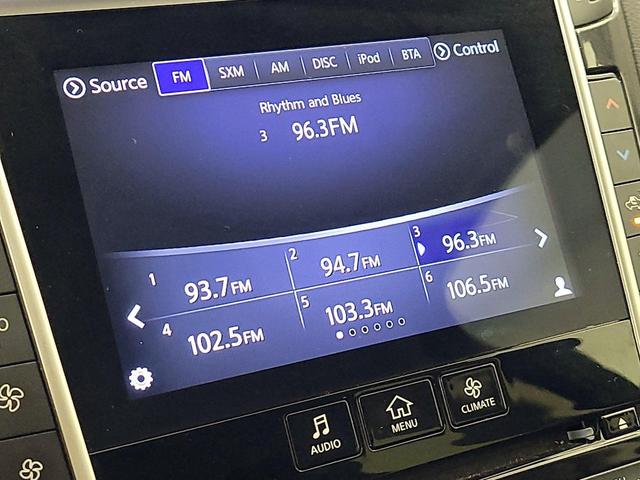 Source FM SXM AM DISC iPod BTA Control
Rhythm and Blues
3 96.3FM
1 93.7FM 2 94.7FM 3 96.3FM
4 102.5FM 5 103.3FM 6 106.5FM
AUDIO MENU CLIMATE